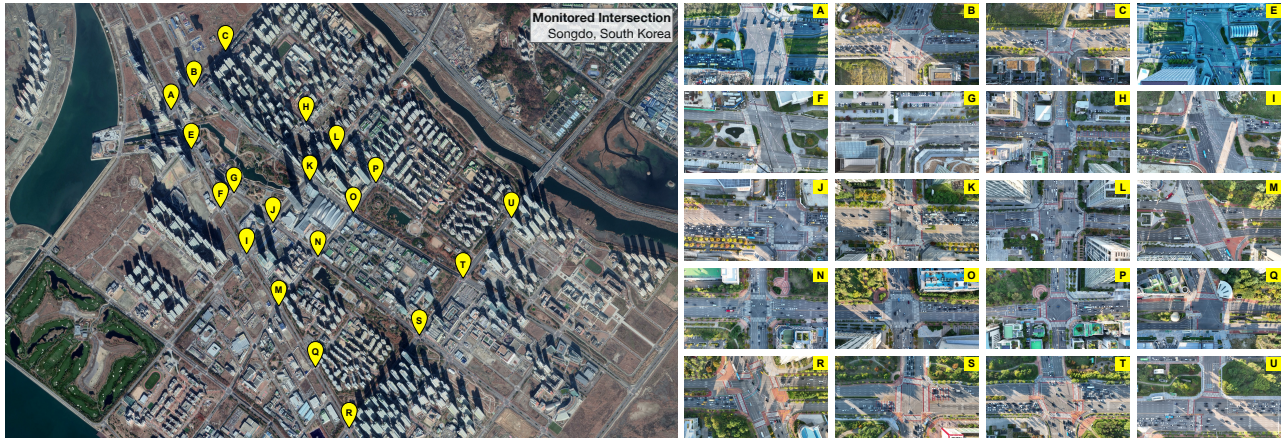 Monitored Intersection
Songdo, South Korea
C
B
A
E
H
L
K
P
G
F
J
O
U
I
N
T
M
S
Q
R
A
B
C
E
F
G
H
I
J
K
L
M
N
O
P
Q
R
S
T
U